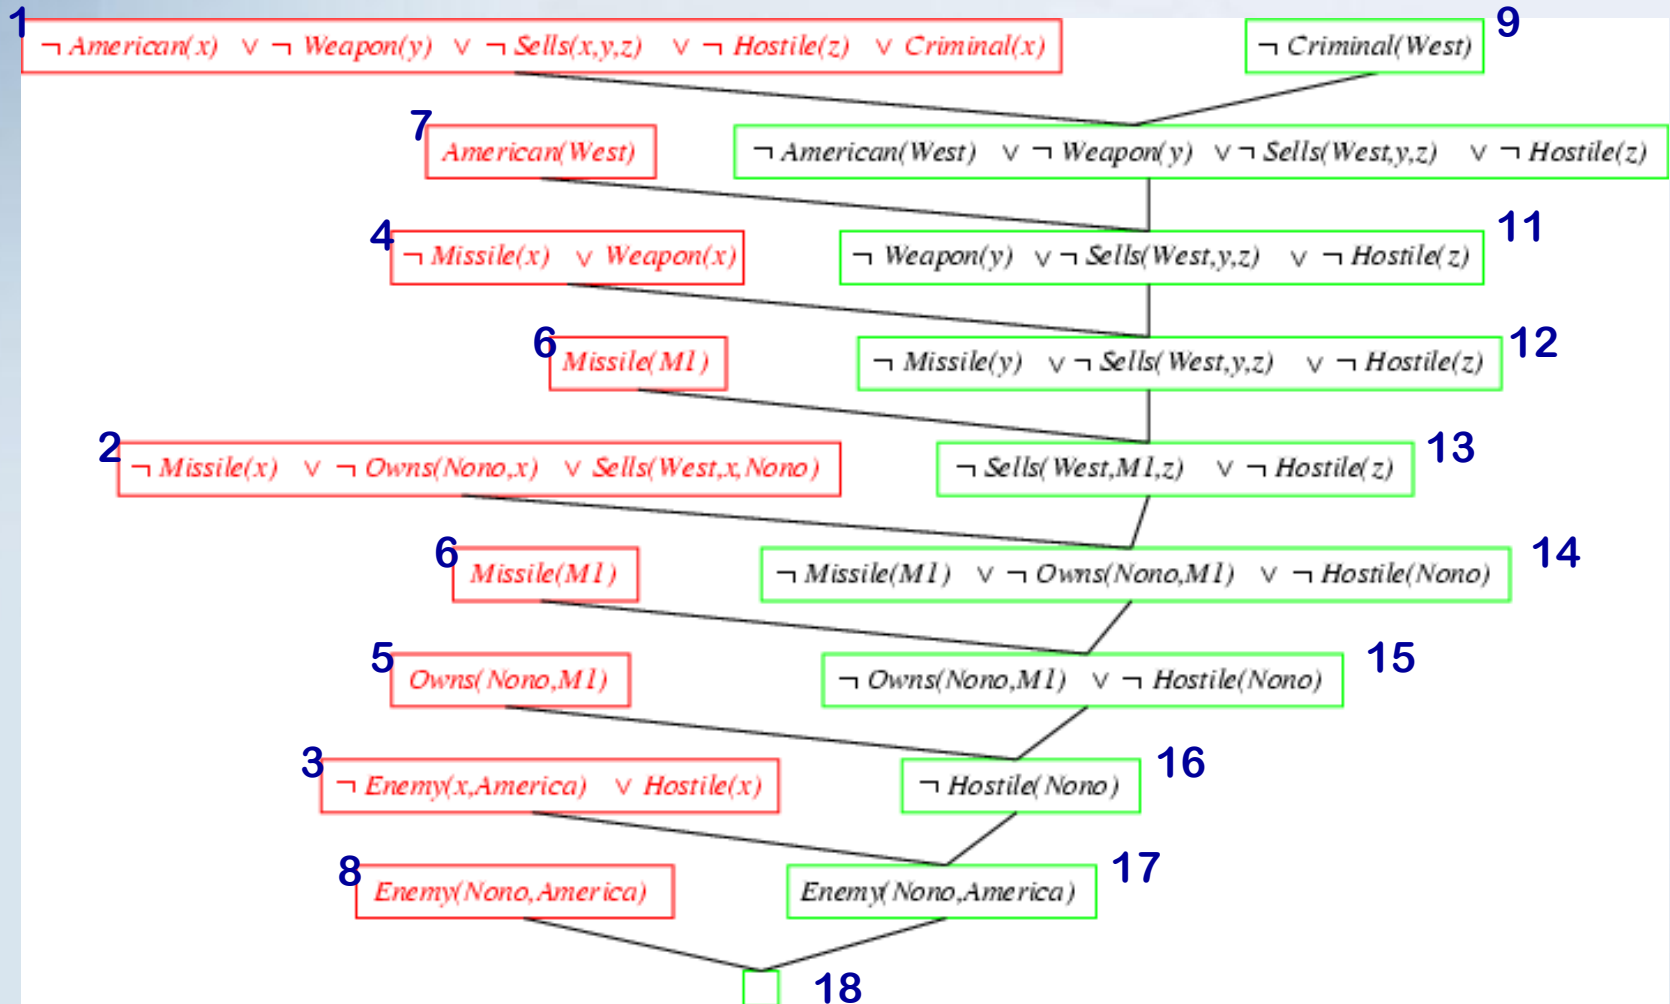 1 ¬ American(x) ∨ ¬ Weapon(y) ∨ ¬ Sells(x,y,z) ∨ ¬ Hostile(z) ∨ Criminal(x) ¬ Criminal(West) 9
7 American(West) ¬ American(West) ∨ ¬ Weapon(y) ∨ ¬ Sells(West,y,z) ∨ ¬ Hostile(z)
4 ¬ Missile(x) ∨ Weapon(x) ¬ Weapon(y) ∨ ¬ Sells(West,y,z) ∨ ¬ Hostile(z) 11
6 Missile(M1) ¬ Missile(y) ∨ ¬ Sells(West,y,z) ∨ ¬ Hostile(z) 12
2 ¬ Missile(x) ∨ ¬ Owns(Nono,x) ∨ Sells(West,x,Nono) ¬ Sells(West,M1,z) ∨ ¬ Hostile(z) 13
6 Missile(M1) ¬ Missile(M1) ∨ ¬ Owns(Nono,M1) ∨ ¬ Hostile(Nono) 14
5 Owns(Nono,M1) ¬ Owns(Nono,M1) ∨ ¬ Hostile(Nono) 15
3 ¬ Enemy(x,America) ∨ Hostile(x) ¬ Hostile(Nono) 16
8 Enemy(Nono,America) Enemy(Nono,America) 17
18